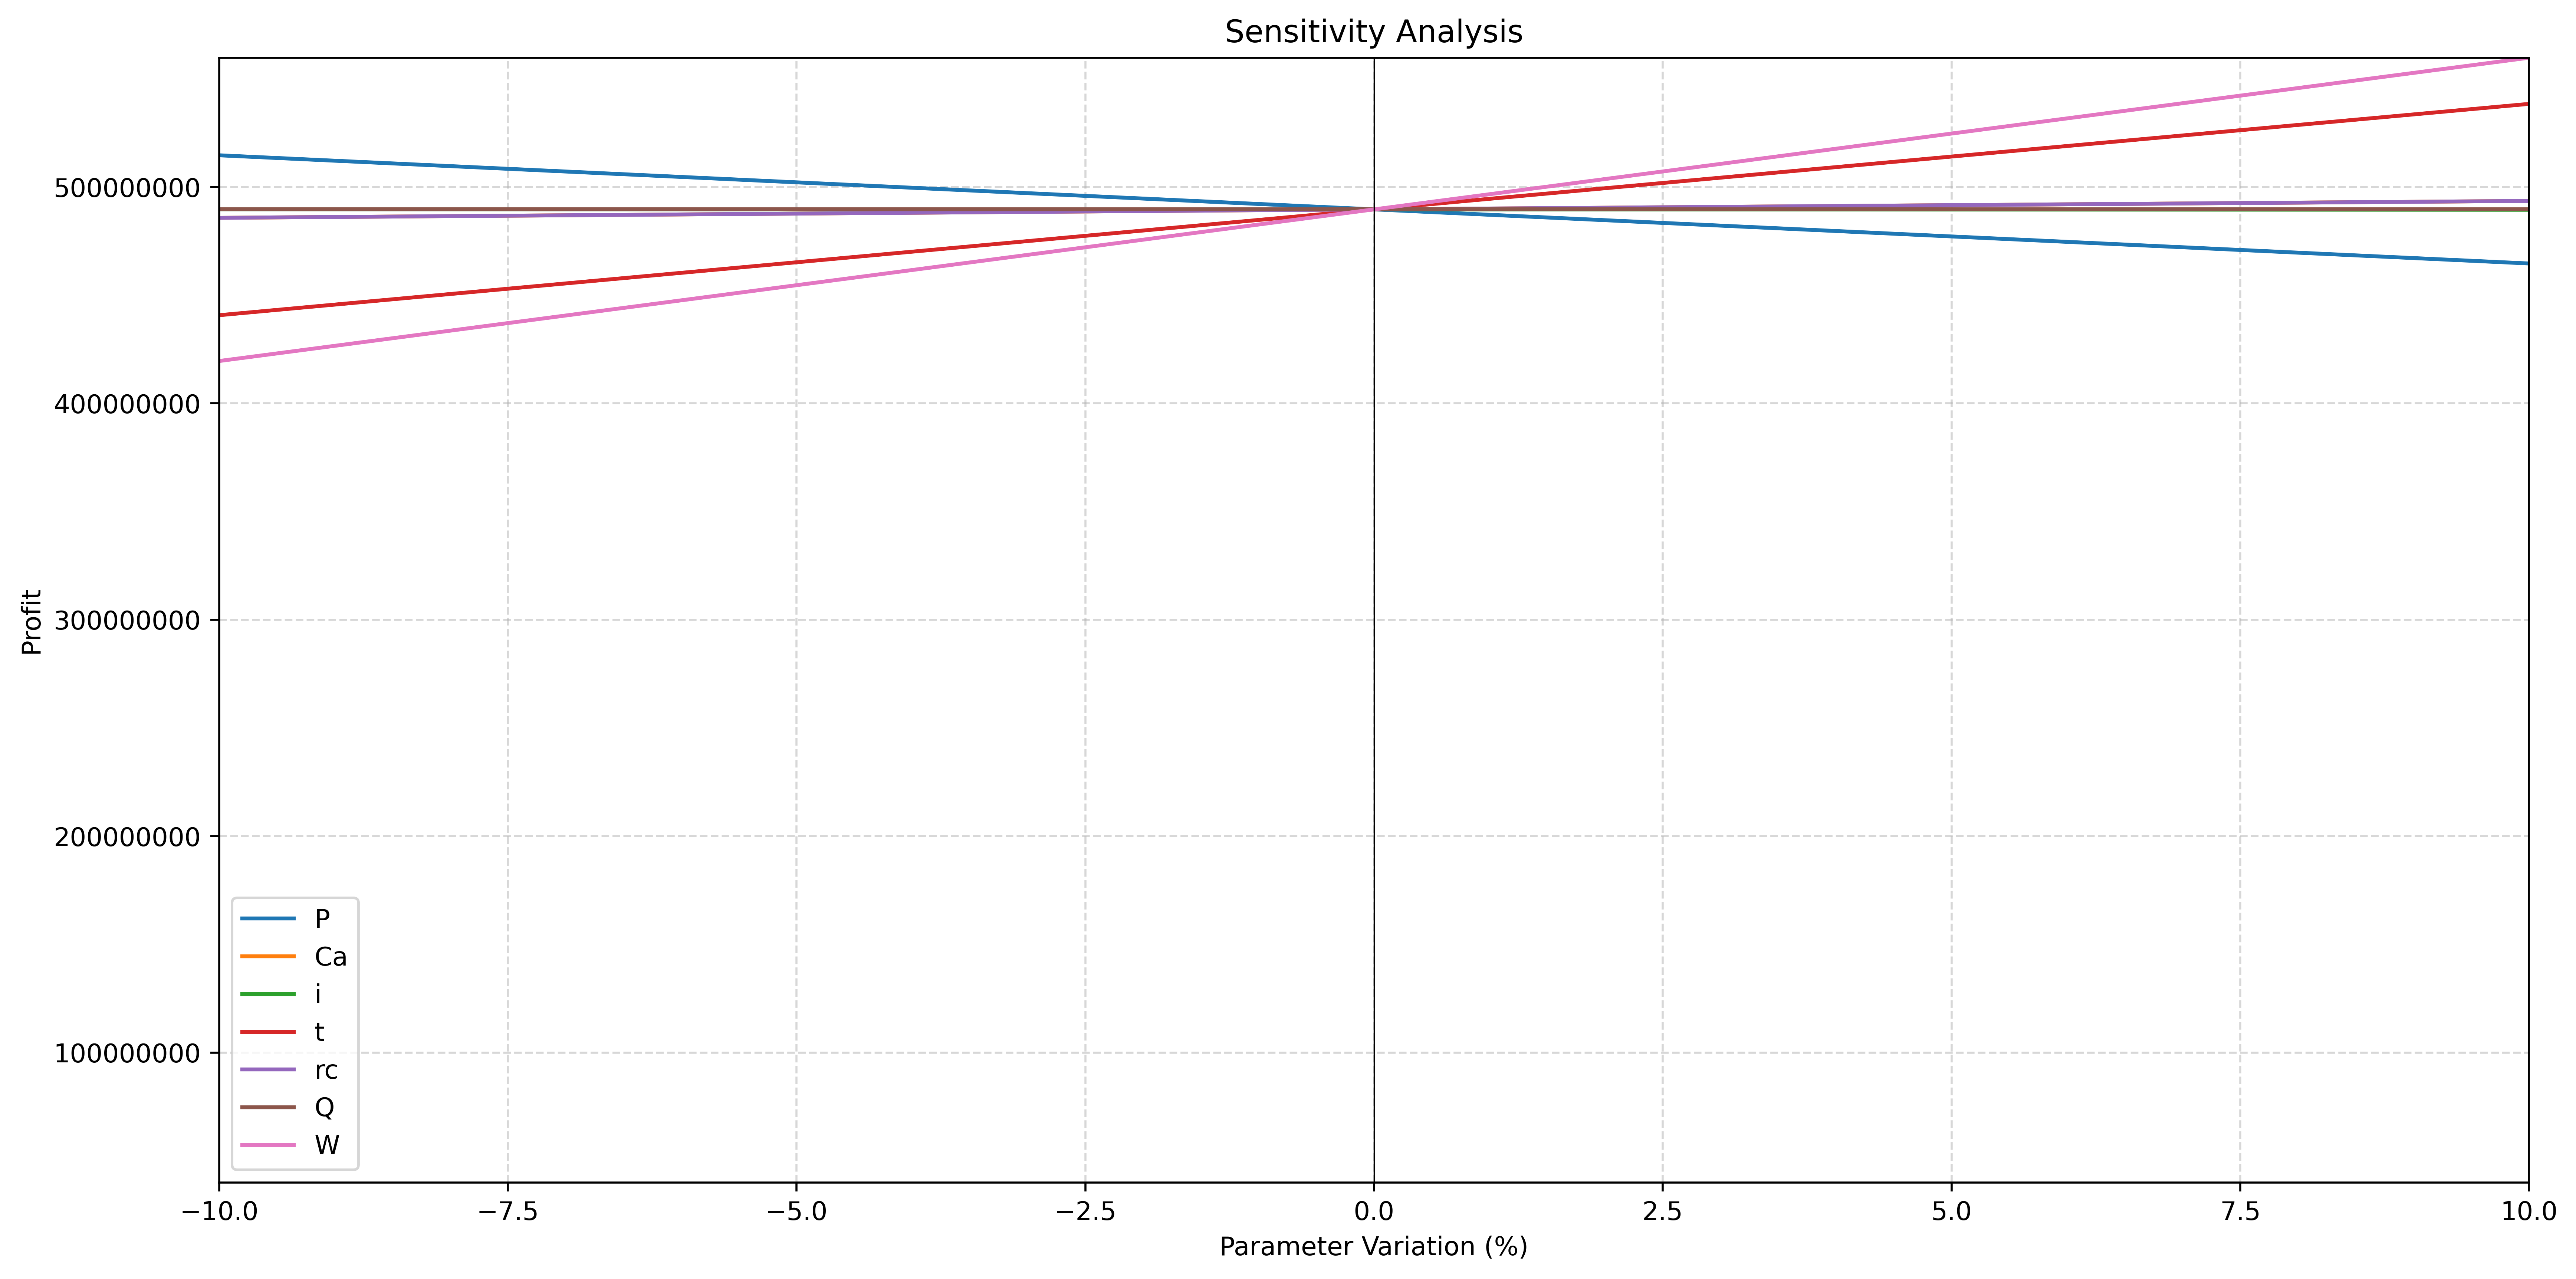 Sensitivity Analysis
Profit
500000000
400000000
300000000
200000000
100000000
P
Ca
i
t
rc
Q
W
−10.0 −7.5 −5.0 −2.5 0.0 2.5 5.0 7.5 10.0
Parameter Variation (%)